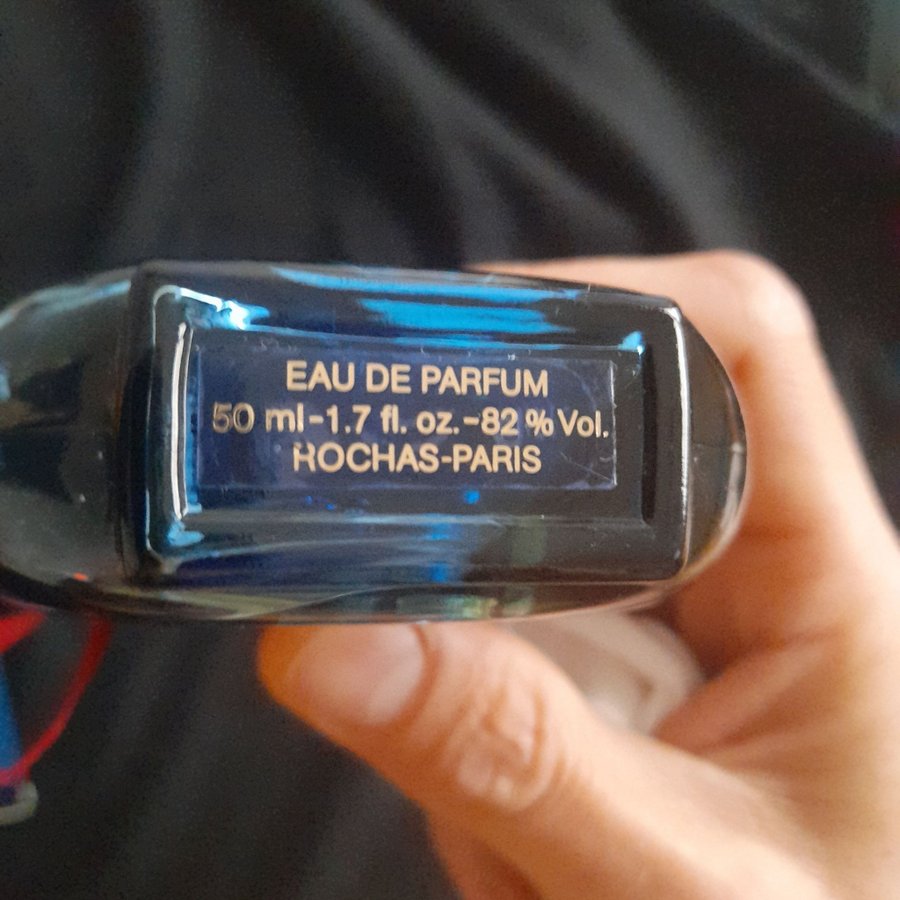 EAU DE PARFUM
50 ml-1.7 fl. oz.-82 % Vol.
ROCHAS-PARIS